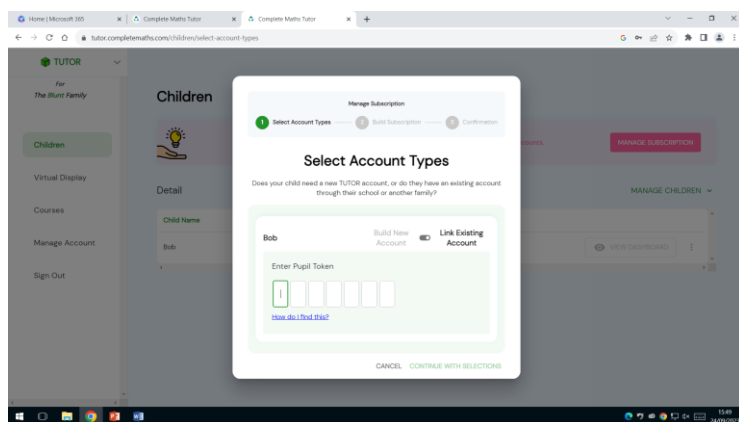 Home | Microsoft 365
Complete Maths Tutor
Complete Maths Tutor
tutor.completemaths.com/children/select-account-types
TUTOR
For
The Blunt Family
Children
Virtual Display
Courses
Manage Account
Sign Out
Children
MANAGE SUBSCRIPTION
Detail
MANAGE CHILDREN
Child Name
Bob
VIEW DASHBOARD
Manage Subscription
1 Select Account Types
2 Build Subscription
3 Confirmation
Select Account Types
Does your child need a new TUTOR account, or do they have an existing account
through their school or another family?
Bob
Build New
Account
Link Existing
Account
Enter Pupil Token
How do I find this?
CANCEL CONTINUE WITH SELECTIONS
15:49
24/09/2023